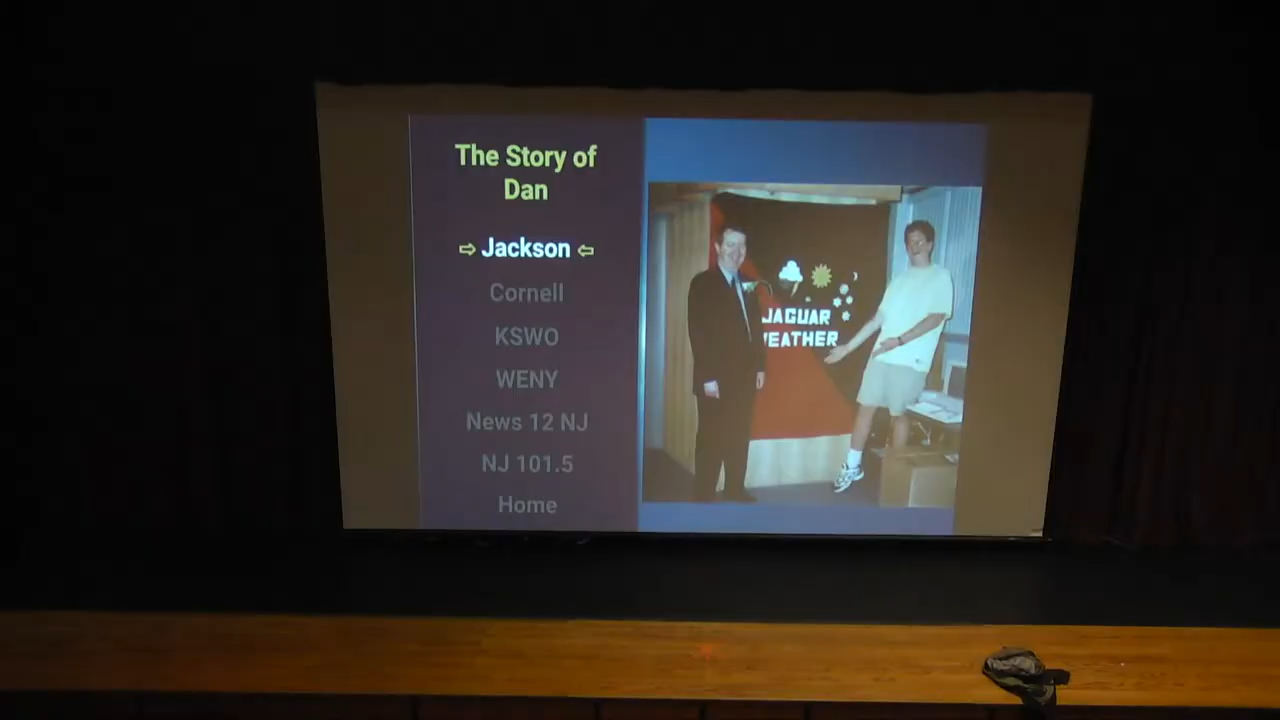 The Story of
Dan
⇨ Jackson ⇦
Cornell
KSWO
WENY
News 12 NJ
NJ 101.5
Home
JAGUAR
WEATHER